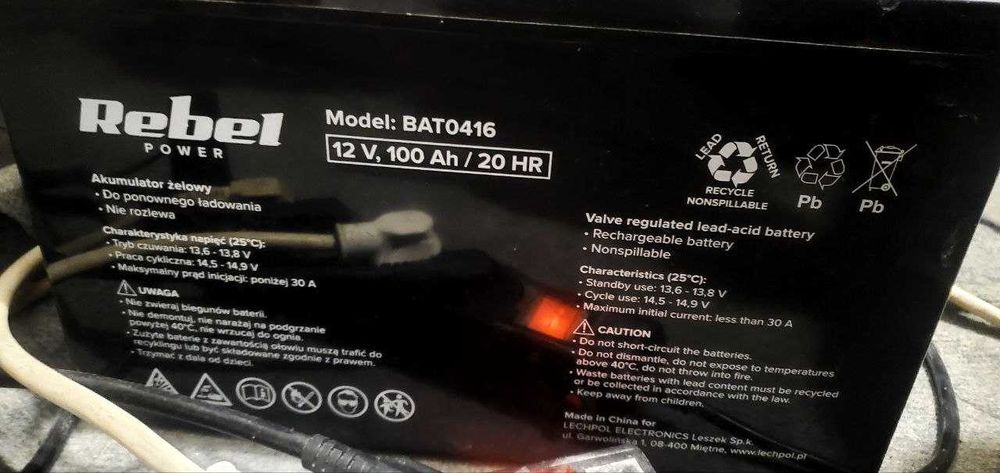 Rebel
POWER
Model: BAT0416
12 V, 100 Ah / 20 HR
Akumulator żelowy
• Do ponownego ładowania
• Nie rozlewa
Charakterystyka napięć (25°C):
• Tryb czuwania: 13,6 - 13,8 V
• Praca cykliczna: 14,5 - 14,9 V
• Maksymalny prąd inicjacji: poniżej 30 A
UWAGA
• Nie zwieraj biegunów baterii.
• Nie demontuj, nie narażaj na podgrzanie
powyżej 40°C, nie wrzucaj do ognia.
• Zużyte baterie z zawartością ołowiu muszą trafić do
recyklingu lub być składowane zgodnie z prawem.
• Trzymać z dala od dzieci.
LEAD
RETURN
RECYCLE
NONSPILLABLE
Pb
Pb
Valve regulated lead-acid battery
• Rechargeable battery
• Nonspillable
Characteristics (25°C):
• Standby use: 13,6 - 13,8 V
• Cycle use: 14,5 - 14,9 V
• Maximum initial current: less than 30 A
CAUTION
• Do not short-circuit the batteries.
• Do not dismantle, do not expose to temperatures
above 40°C, do not throw into fire.
• Waste batteries with lead content must be recycled
or be collected in accordance with the law.
• Keep away from children.
Made in China for
LECHPOL ELECTRONICS Leszek Sp.k.
ul. Garwolińska 1, 08-400 Miętne, www.lechpol.eu